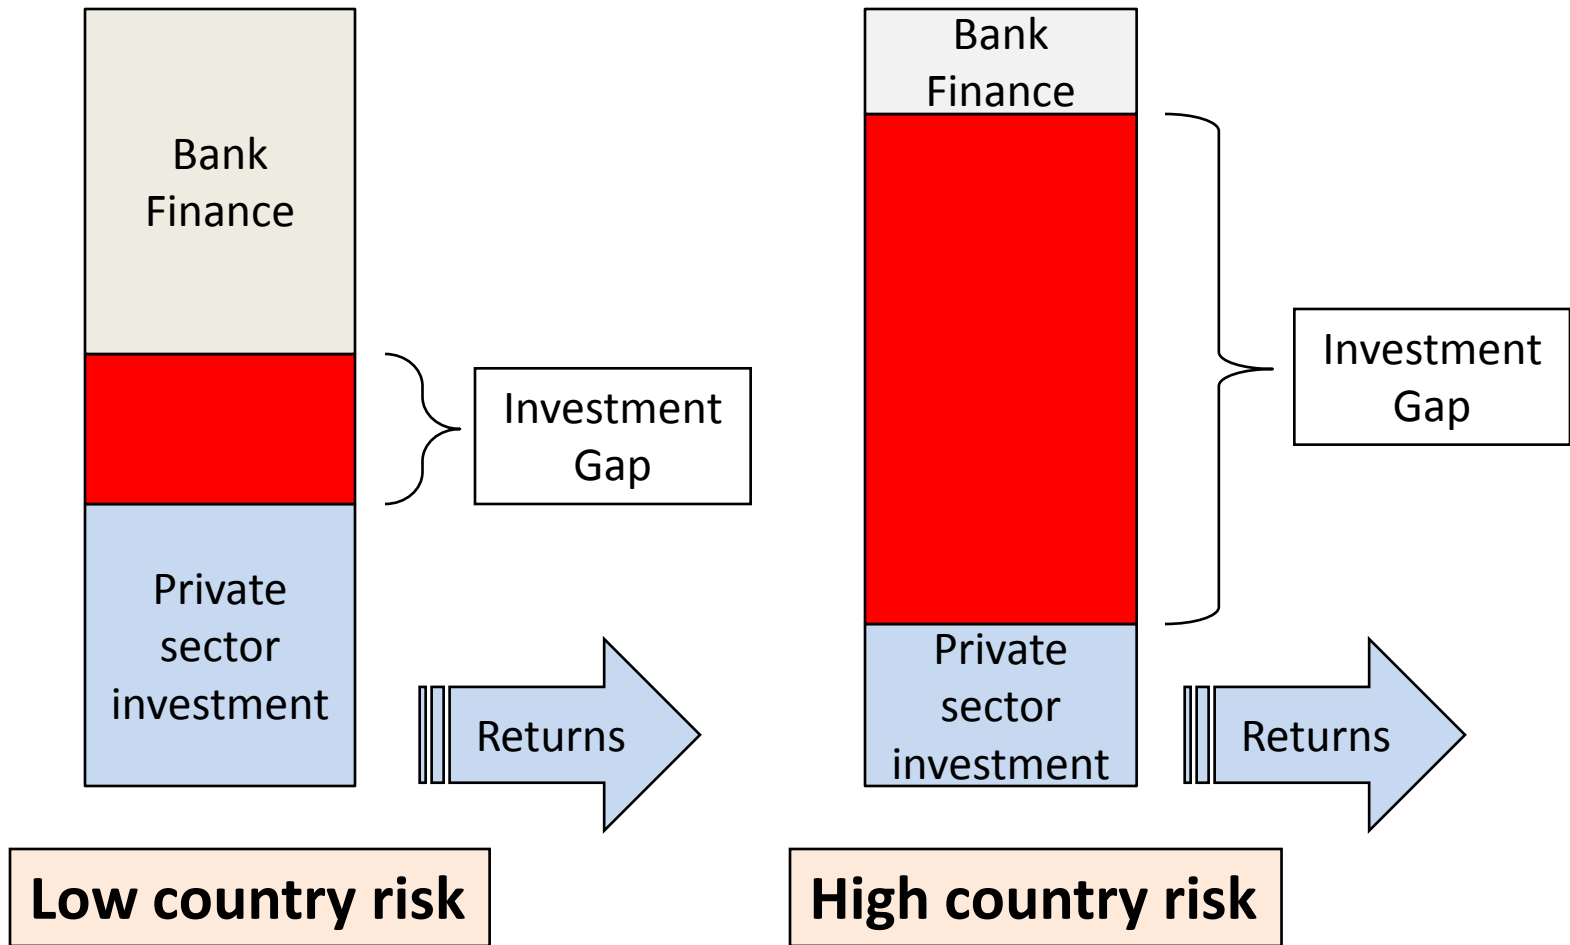 Bank
Finance
Investment
Gap
Private
sector
investment
Returns
Low country risk
Bank
Finance
Investment
Gap
Private
sector
investment
Returns
High country risk